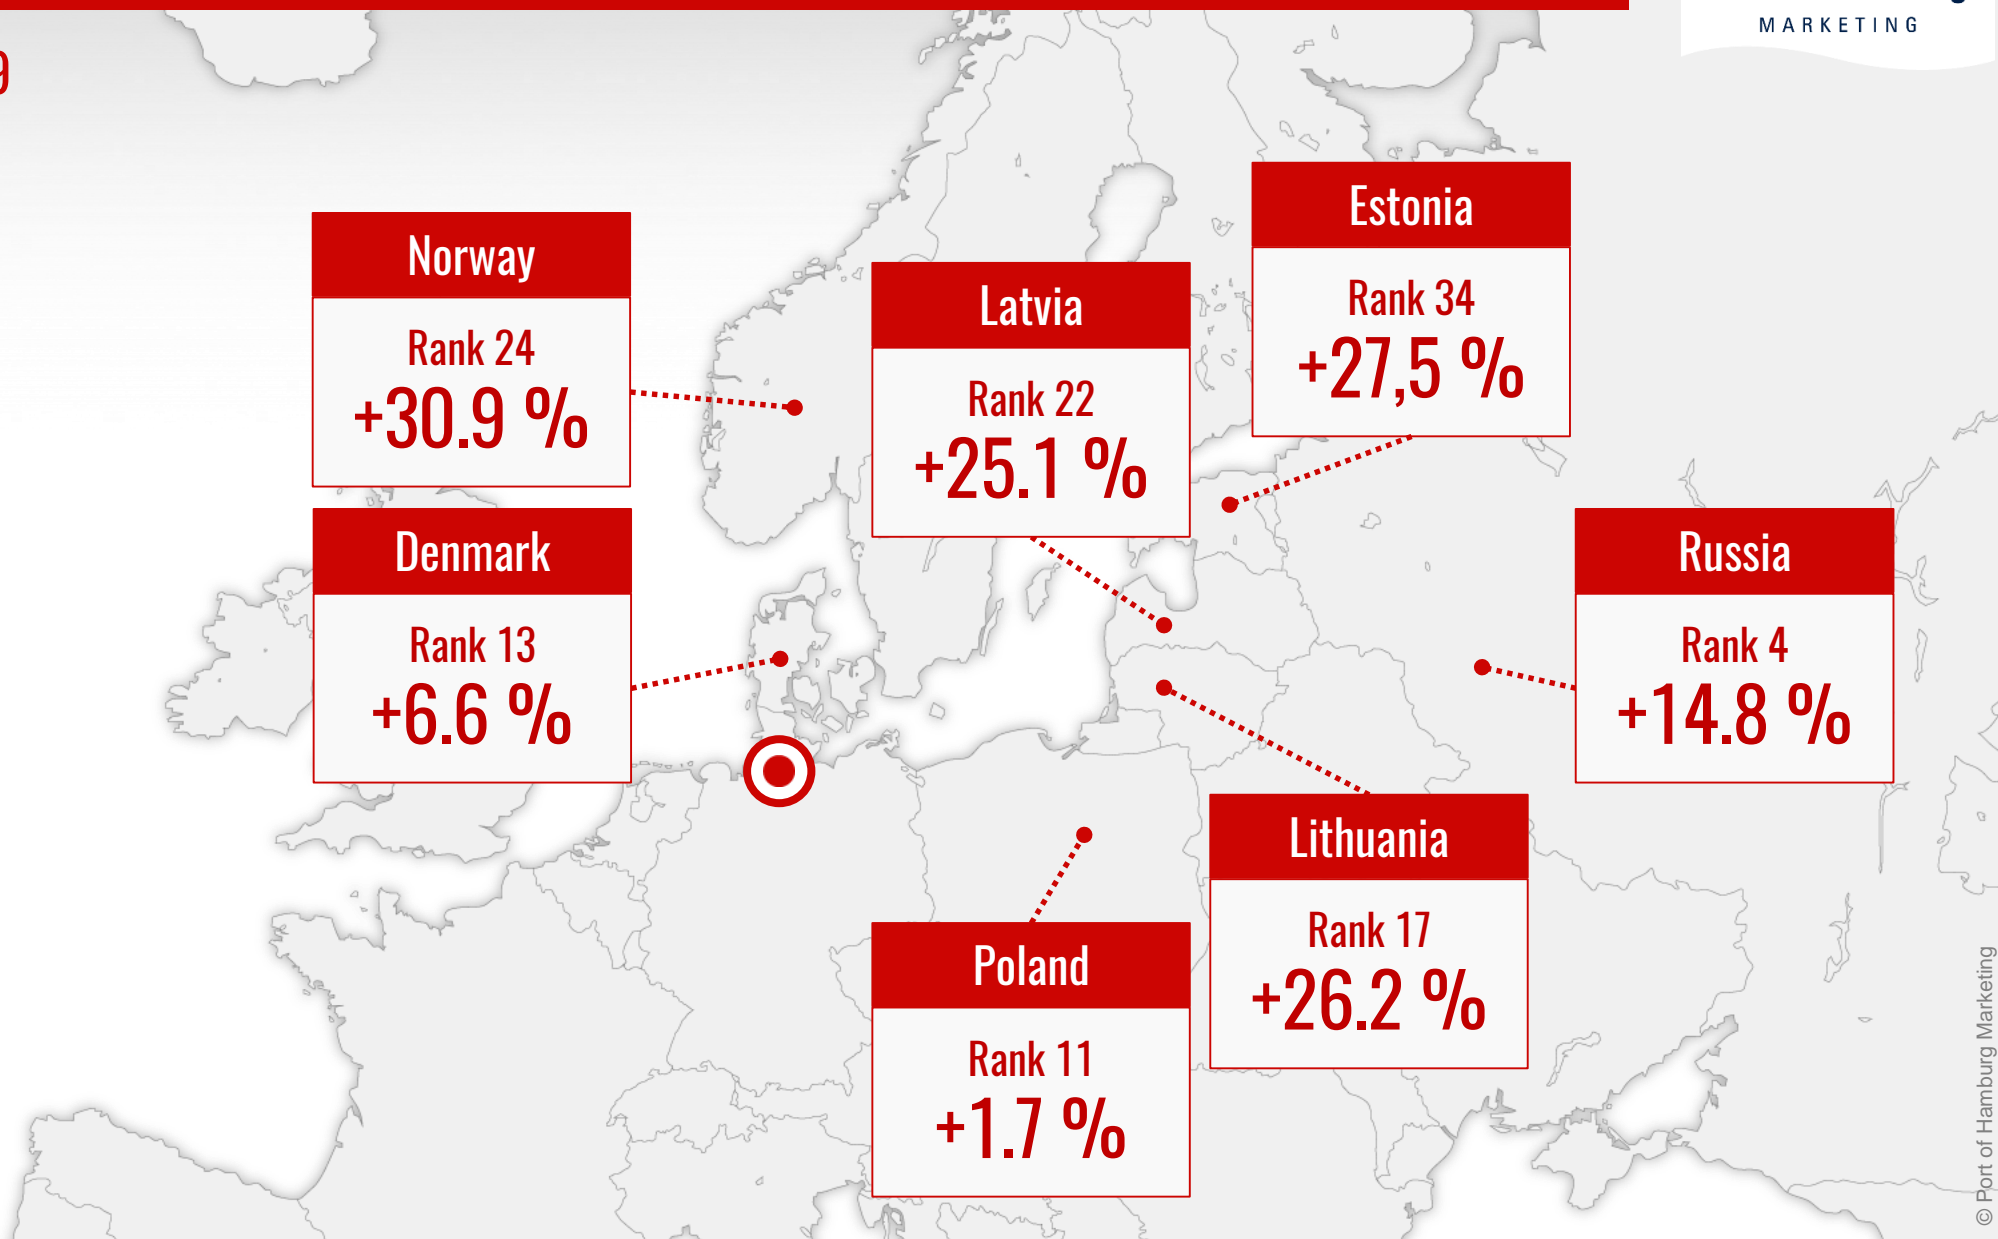 MARKETING
9
Estonia
Rank 34
+27,5 %
Norway
Rank 24
+30.9 %
Latvia
Rank 22
+25.1 %
Denmark
Rank 13
+6.6 %
Russia
Rank 4
+14.8 %
Lithuania
Rank 17
+26.2 %
Poland
Rank 11
+1.7 %
© Port of Hamburg Marketing